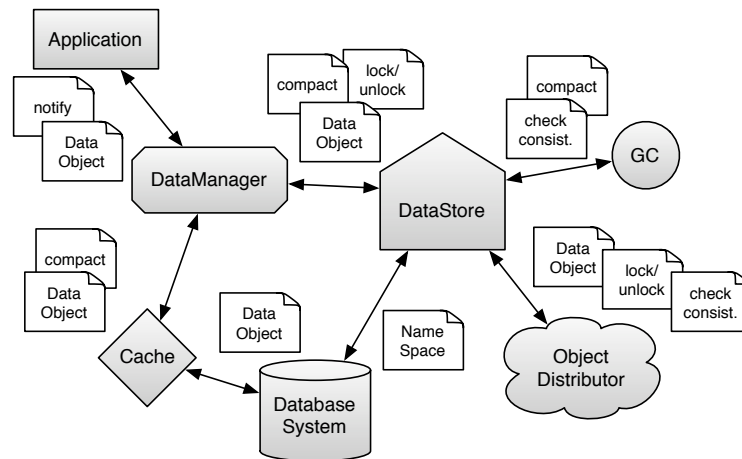 Application
notify
Data
Object
DataManager
compact
lock/
unlock
Data
Object
compact
check
consist.
GC
DataStore
compact
Data
Object
Cache
Data
Object
Database
System
Name
Space
Data
Object
lock/
unlock
check
consist.
Object
Distributor